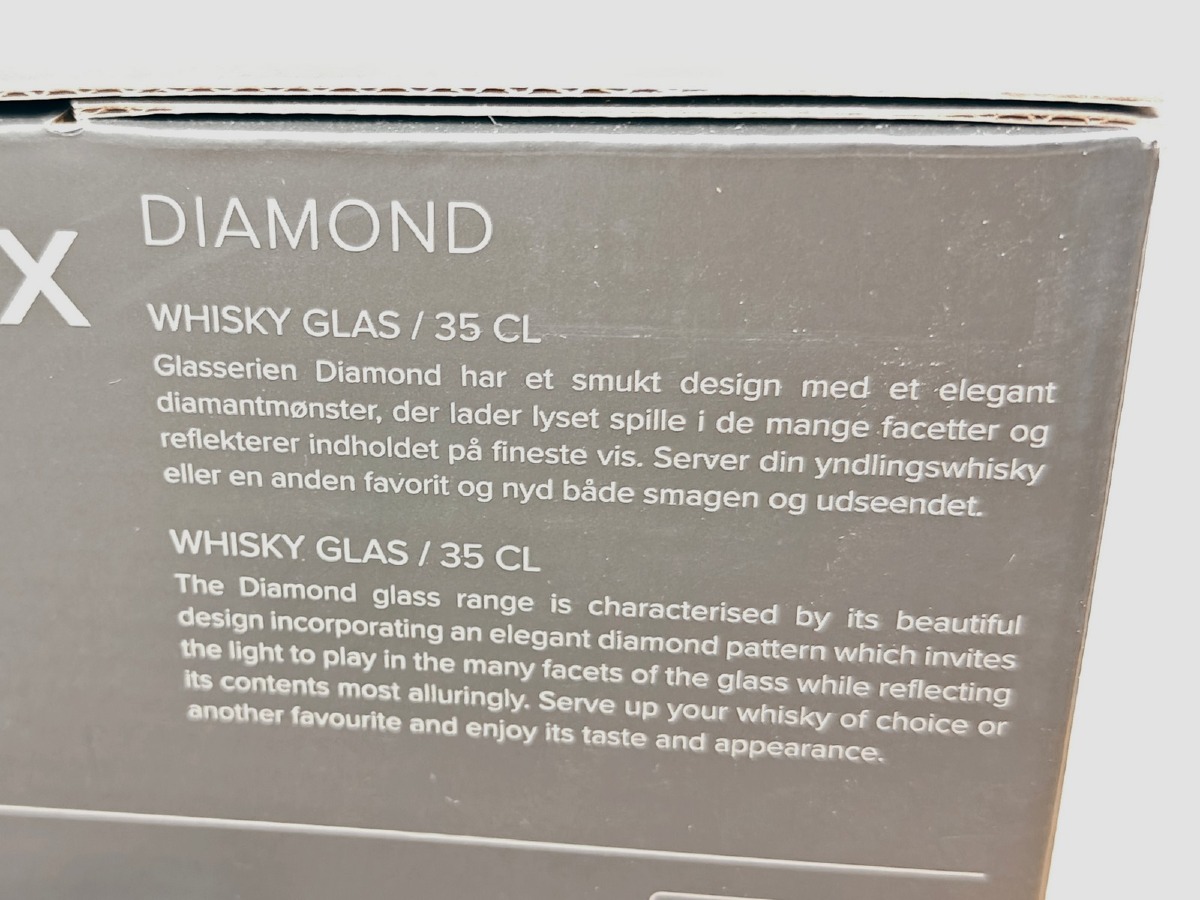 X
DIAMOND
WHISKY GLAS / 35 CL
Glasserien Diamond har et smukt design med et elegant
diamantmønster, der lader lyset spille i de mange facetter og
reflekterer indholdet på fineste vis. Server din yndlingswhisky
eller en anden favorit og nyd både smagen og udseendet.
WHISKY GLAS / 35 CL
The Diamond glass range is characterised by its beautiful
design incorporating an elegant diamond pattern which invites
the light to play in the many facets of the glass while reflecting
its contents most alluringly. Serve up your whisky of choice or
another favourite and enjoy its taste and appearance.